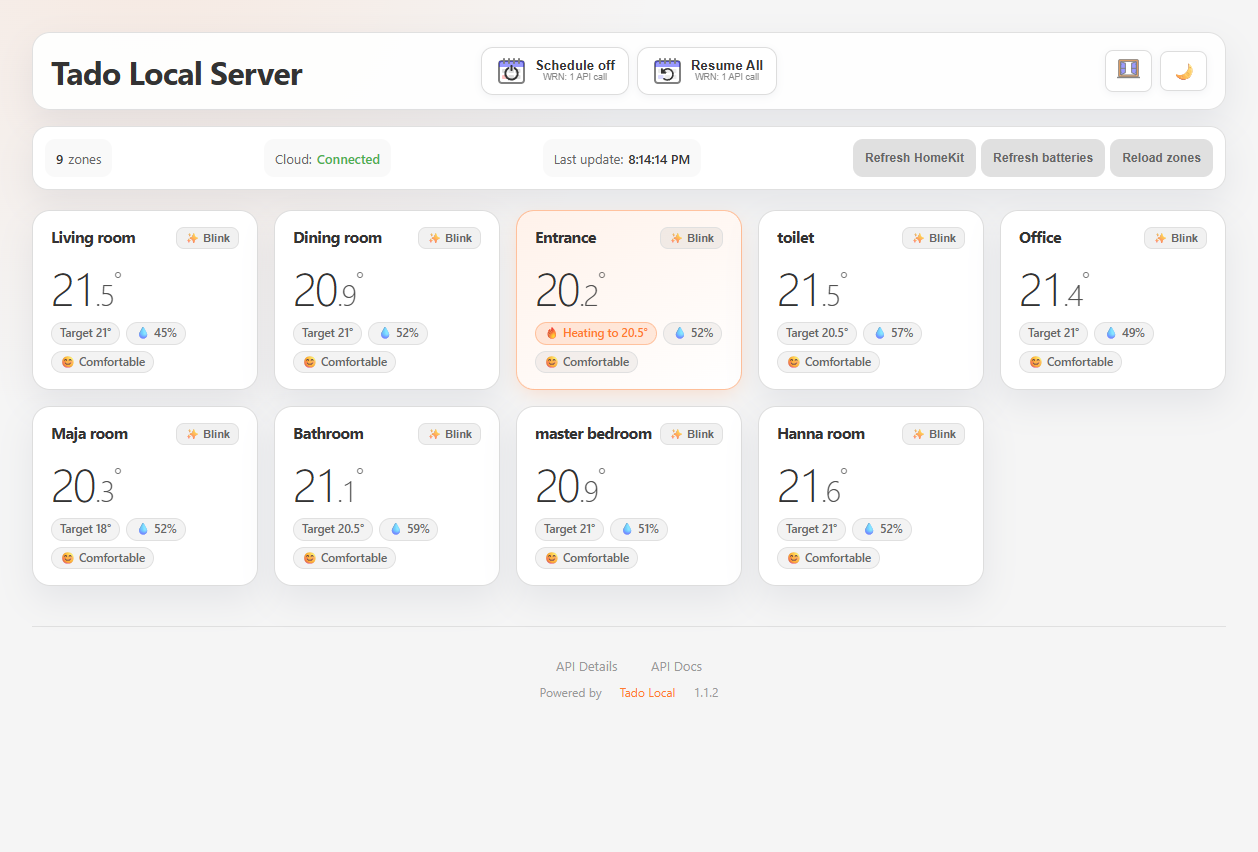 Tado Local Server
Schedule off
WRN: 1 API call
Resume All
WRN: 1 API call
9 zones
Cloud: Connected
Last update: 8:14:14 PM
Refresh HomeKit
Refresh batteries
Reload zones
Living room
✨ Blink
21.5°
Target 21°
💧 45%
😊 Comfortable
Dining room
✨ Blink
20.9°
Target 21°
💧 52%
😊 Comfortable
Entrance
✨ Blink
20.2°
🔥 Heating to 20.5°
💧 52%
😊 Comfortable
toilet
✨ Blink
21.5°
Target 20.5°
💧 57%
😊 Comfortable
Office
✨ Blink
21.4°
Target 21°
💧 49%
😊 Comfortable
Maja room
✨ Blink
20.3°
Target 18°
💧 52%
😊 Comfortable
Bathroom
✨ Blink
21.1°
Target 20.5°
💧 59%
😊 Comfortable
master bedroom
✨ Blink
20.9°
Target 21°
💧 51%
😊 Comfortable
Hanna room
✨ Blink
21.6°
Target 21°
💧 52%
😊 Comfortable
API Details
API Docs
Powered by Tado Local 1.1.2